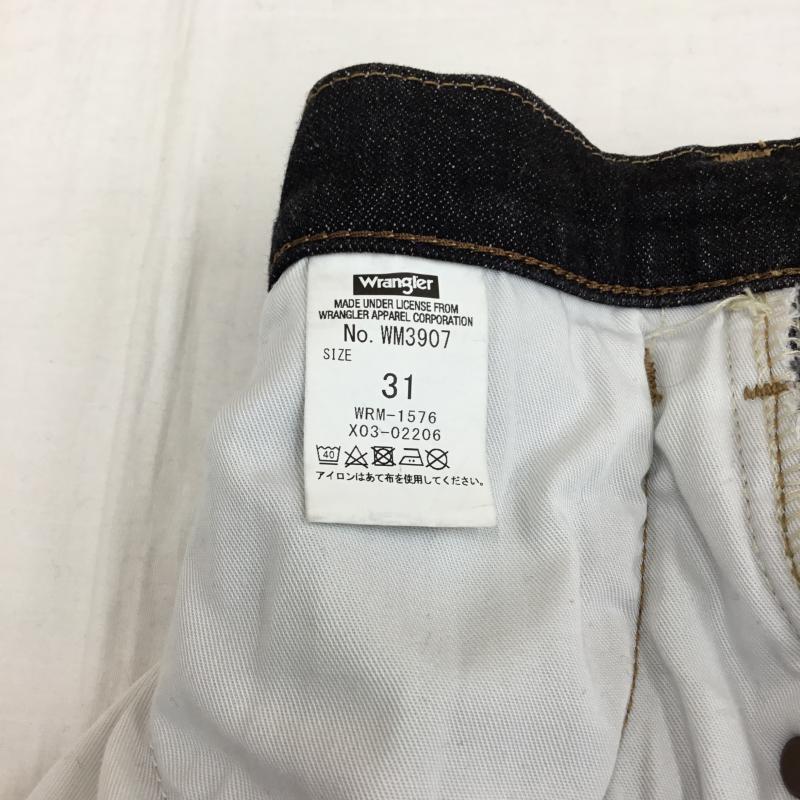 Wrangler
MADE UNDER LICENSE FROM
WRANGLER APPAREL CORPORATION
No. WM3907
SIZE
31
WRM-1576
X03-02206
40
アイロンはあて布を使用してください。